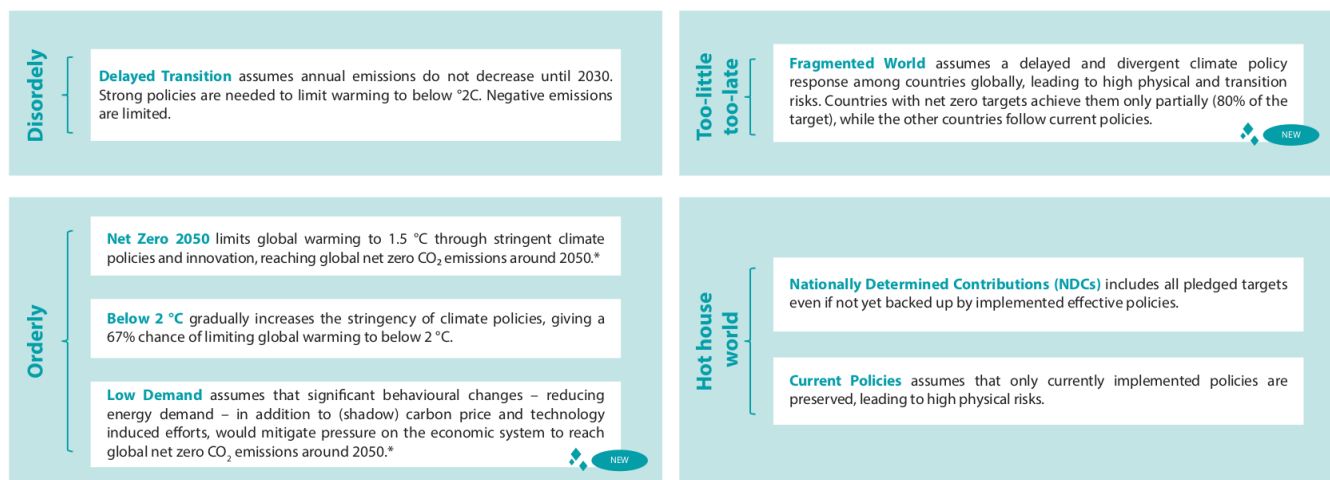 Disordely
Delayed Transition assumes annual emissions do not decrease until 2030.
Strong policies are needed to limit warming to below °2C. Negative emissions
are limited.
Too-little
too-late
Fragmented World assumes a delayed and divergent climate policy
response among countries globally, leading to high physical and transition
risks. Countries with net zero targets achieve them only partially (80% of the
target), while the other countries follow current policies.
NEW
Orderly
Net Zero 2050 limits global warming to 1.5 °C through stringent climate
policies and innovation, reaching global net zero CO₂ emissions around 2050.*
Below 2 °C gradually increases the stringency of climate policies, giving a
67% chance of limiting global warming to below 2 °C.
Low Demand assumes that significant behavioural changes – reducing
energy demand – in addition to (shadow) carbon price and technology
induced efforts, would mitigate pressure on the economic system to reach
global net zero CO₂ emissions around 2050.*
NEW
Hot house
world
Nationally Determined Contributions (NDCs) includes all pledged targets
even if not yet backed up by implemented effective policies.
Current Policies assumes that only currently implemented policies are
preserved, leading to high physical risks.